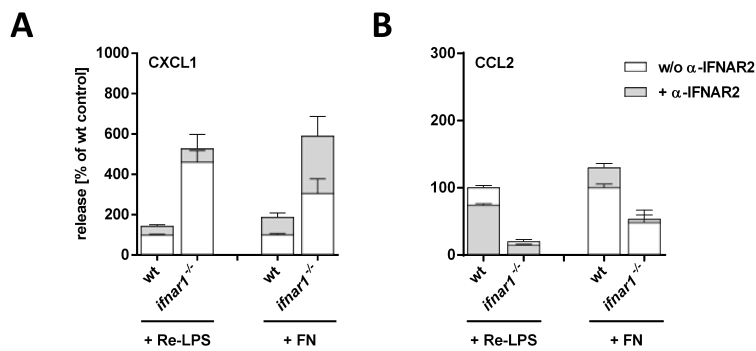 A
B
release [% of wt control]
1000
800
600
400
200
0
CXCL1
wt
ifnar1-/-
wt
ifnar1-/-
+ Re-LPS
+ FN
300
200
100
0
CCL2
w/o α-IFNAR2
+ α-IFNAR2
wt
ifnar1-/-
wt
ifnar1-/-
+ Re-LPS
+ FN